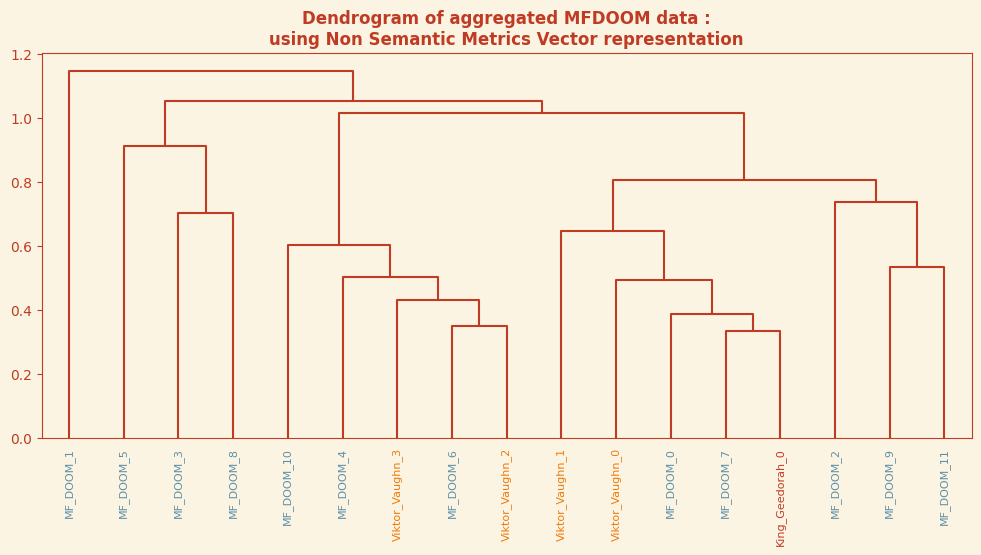 Dendrogram of aggregated MFDOOM data :
using Non Semantic Metrics Vector representation
1.2
1.0
0.8
0.6
0.4
0.2
0.0
MF_DOOM_1
MF_DOOM_5
MF_DOOM_3
MF_DOOM_8
MF_DOOM_10
MF_DOOM_4
Viktor_Vaughn_3
MF_DOOM_6
Viktor_Vaughn_2
Viktor_Vaughn_1
Viktor_Vaughn_0
MF_DOOM_0
MF_DOOM_7
King_Geedorah_0
MF_DOOM_2
MF_DOOM_9
MF_DOOM_11